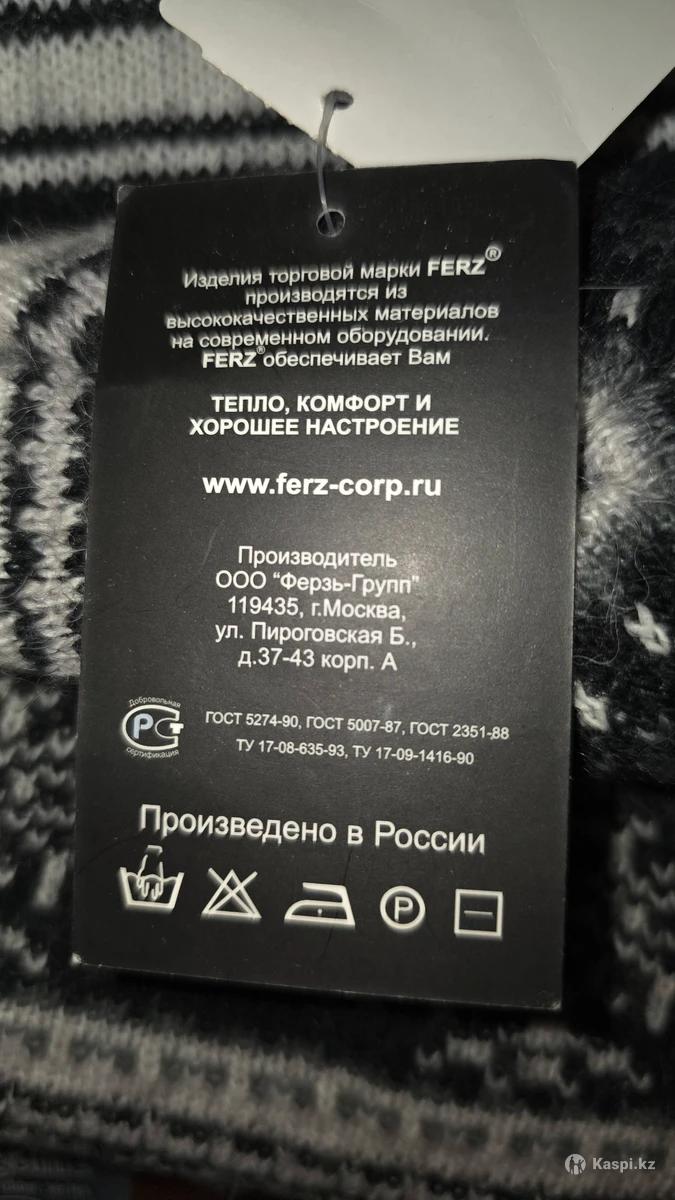 Изделия торговой марки FERZ®
производятся из
высококачественных материалов
на современном оборудовании.
FERZ® обеспечивает Вам
ТЕПЛО, КОМФОРТ И
ХОРОШЕЕ НАСТРОЕНИЕ
www.ferz-corp.ru
Производитель
ООО "Ферзь-Групп"
119435, г.Москва,
ул. Пироговская Б.,
д.37-43 корп. А
Добровольная
РСТ
сертификация
ГОСТ 5274-90, ГОСТ 5007-87, ГОСТ 2351-88
ТУ 17-08-635-93, ТУ 17-09-1416-90
Произведено в России
P
Kaspi.kz